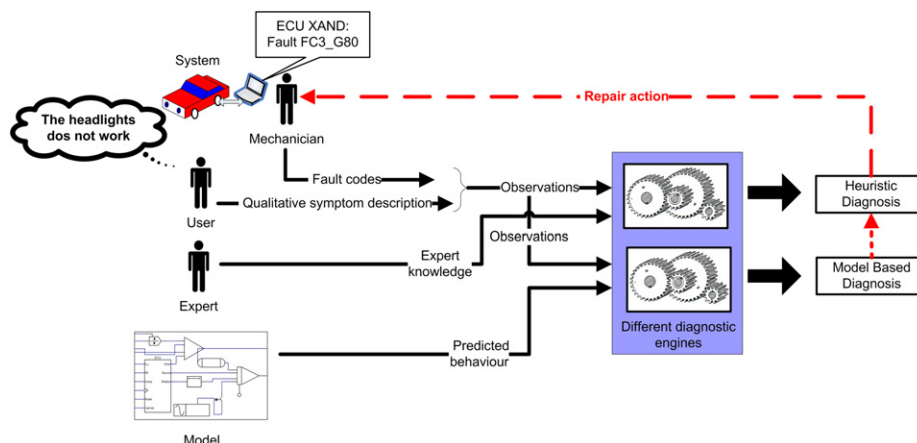 ECU XAND:
Fault FC3_G80
System
The headlights
dos not work
Mechanician
Repair action
Fault codes
Observations
Qualitative symptom description
User
Observations
Expert
knowledge
Expert
Predicted
behaviour
Model
Different diagnostic
engines
Heuristic
Diagnosis
Model Based
Diagnosis